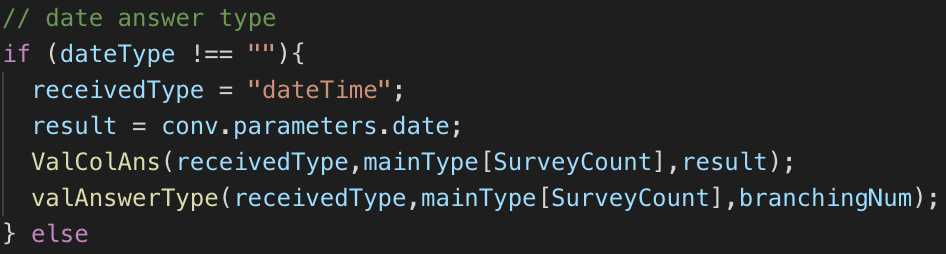 // date answer type
if (dateType !== ""){
receivedType = "dateTime";
result = conv.parameters.date;
ValColAns(receivedType,mainType[SurveyCount],result);
valAnswerType(receivedType,mainType[SurveyCount],branchingNum);
} else